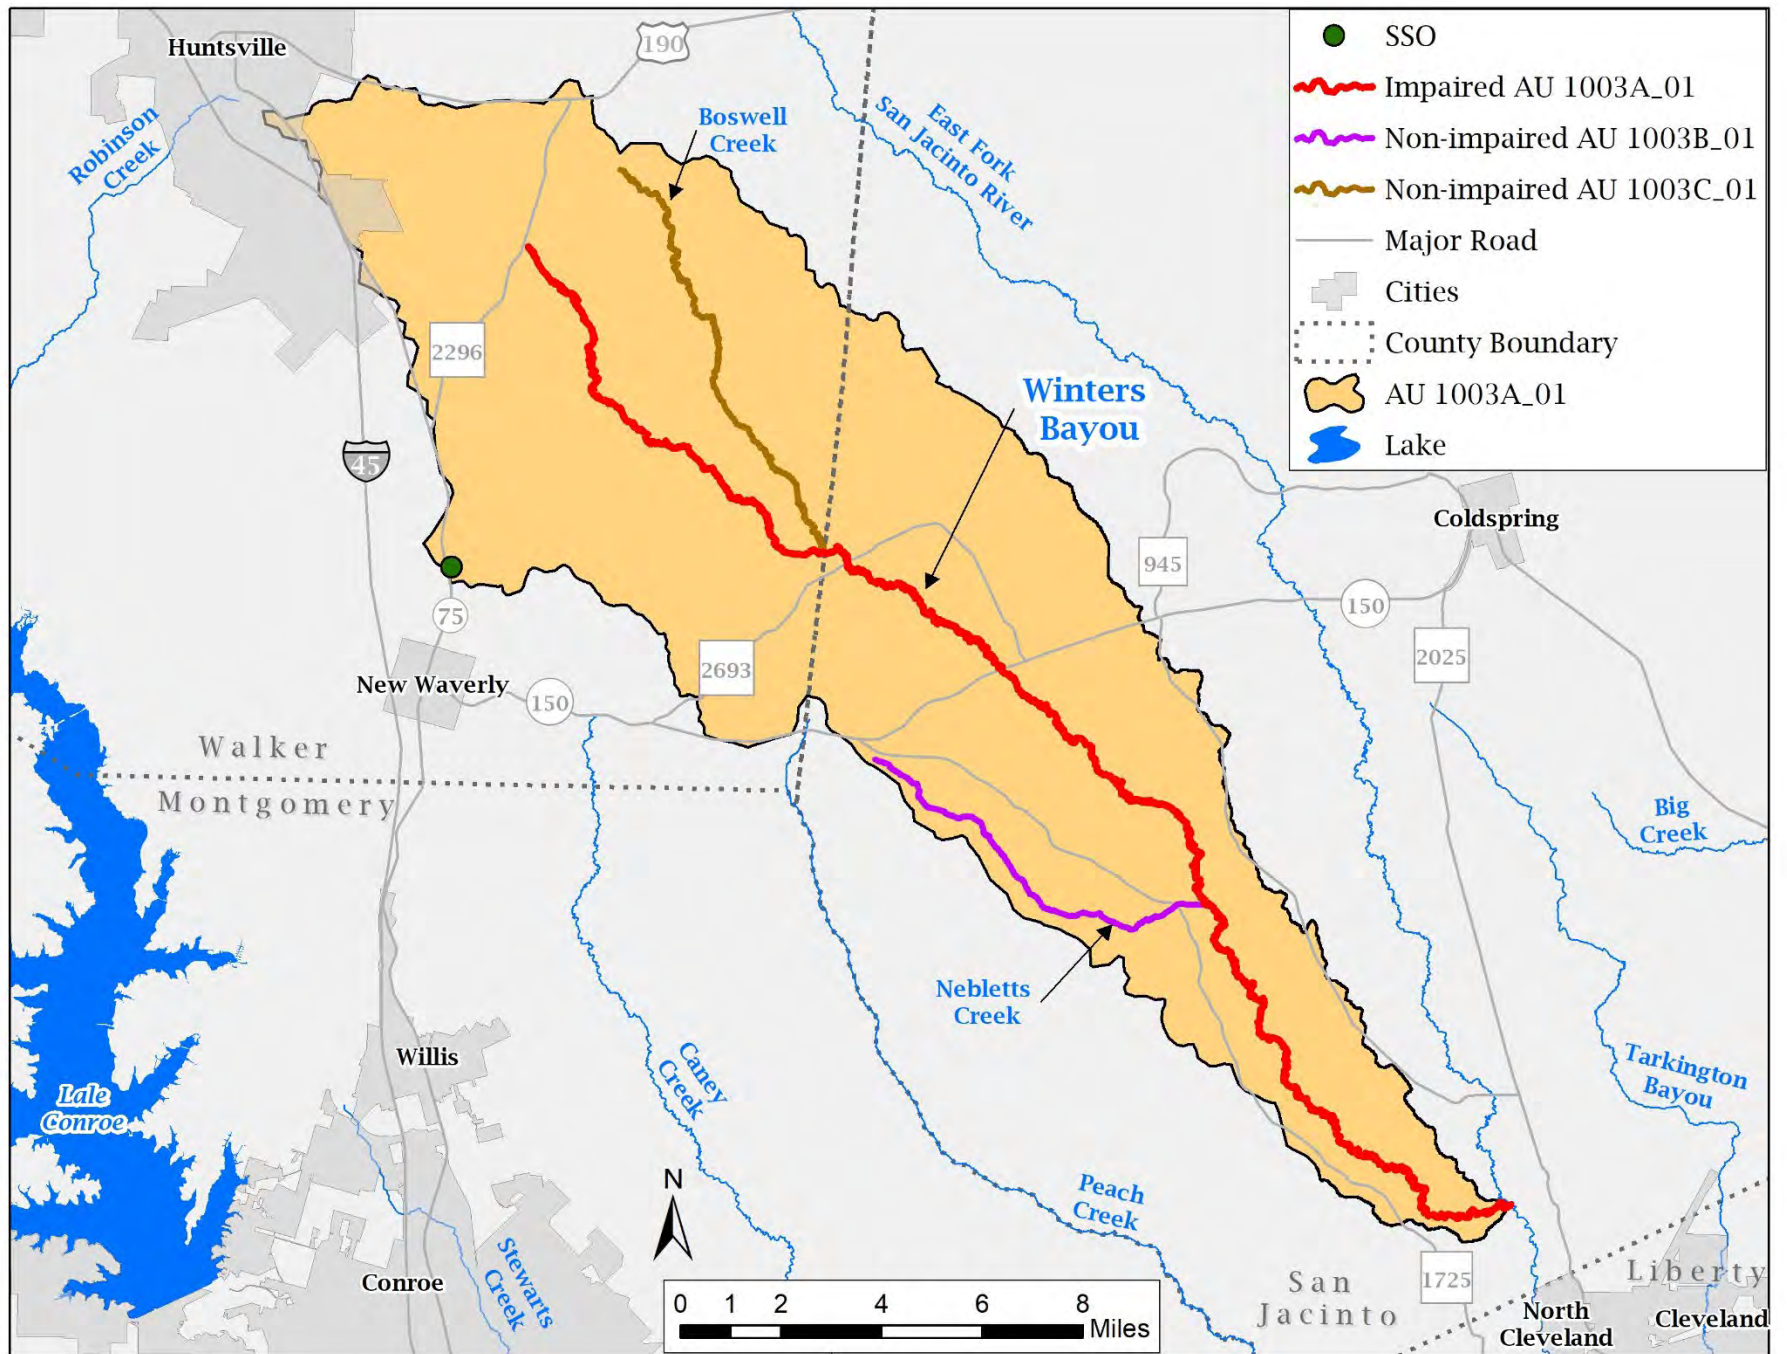 Huntsville
190
SSO
Impaired AU 1003A_01
Non-impaired AU 1003B_01
Non-impaired AU 1003C_01
Major Road
Cities
County Boundary
AU 1003A_01
Lake
Robinson
Creek
Boswell
Creek
East Fork
San Jacinto River
2296
Winters
Bayou
45
Coldspring
945
150
75
2025
2693
New Waverly
150
Walker
Montgomery
Big
Creek
Nebletts
Creek
Willis
Caney
Creek
Tarkington
Bayou
Lale
Conroe
N
Peach
Creek
Stewarts
Creek
Conroe
San
Jacinto
1725
Liberty
North
Cleveland
Cleveland
0 1 2 4 6 8
Miles